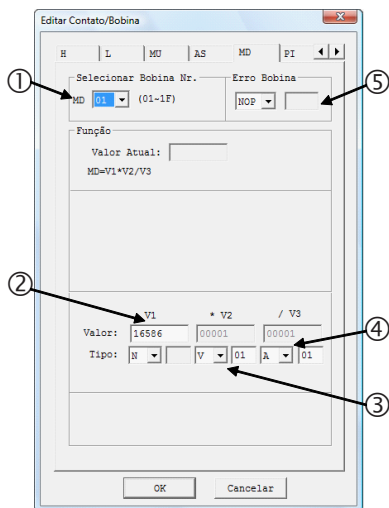 Editar Contato/Bobina
H L MU AS MD PI
Selecionar Bobina Nr. Erro Bobina
① MD 01 (01~1F) NOP ⑤
Função
Valor Atual:
MD=V1*V2/V3
②
V1 * V2 / V3
Valor: 16586 00001 00001 ④
Tipo: N V 01 A 01
③
OK Cancelar